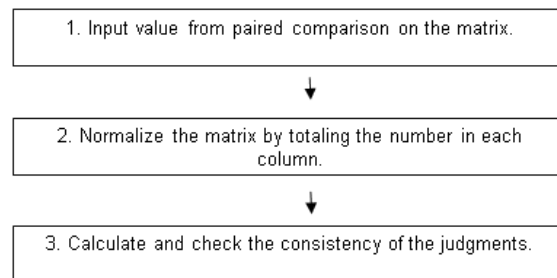 1. Input value from paired comparison on the matrix.
2. Normalize the matrix by totaling the number in each
column.
3. Calculate and check the consistency of the judgments.